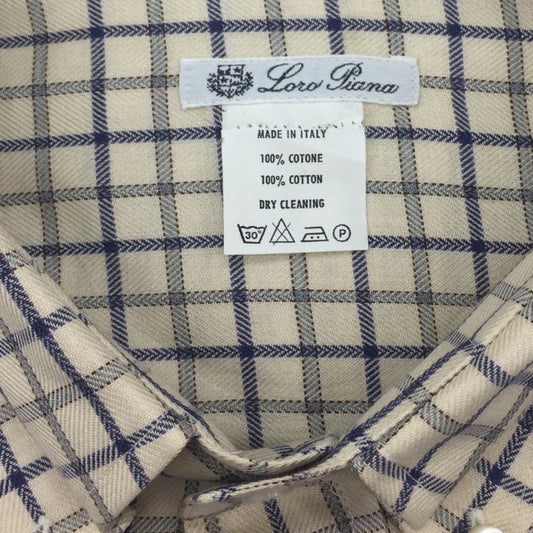 Loro Piana
MADE IN ITALY
100% COTONE
100% COTTON
DRY CLEANING
30° P